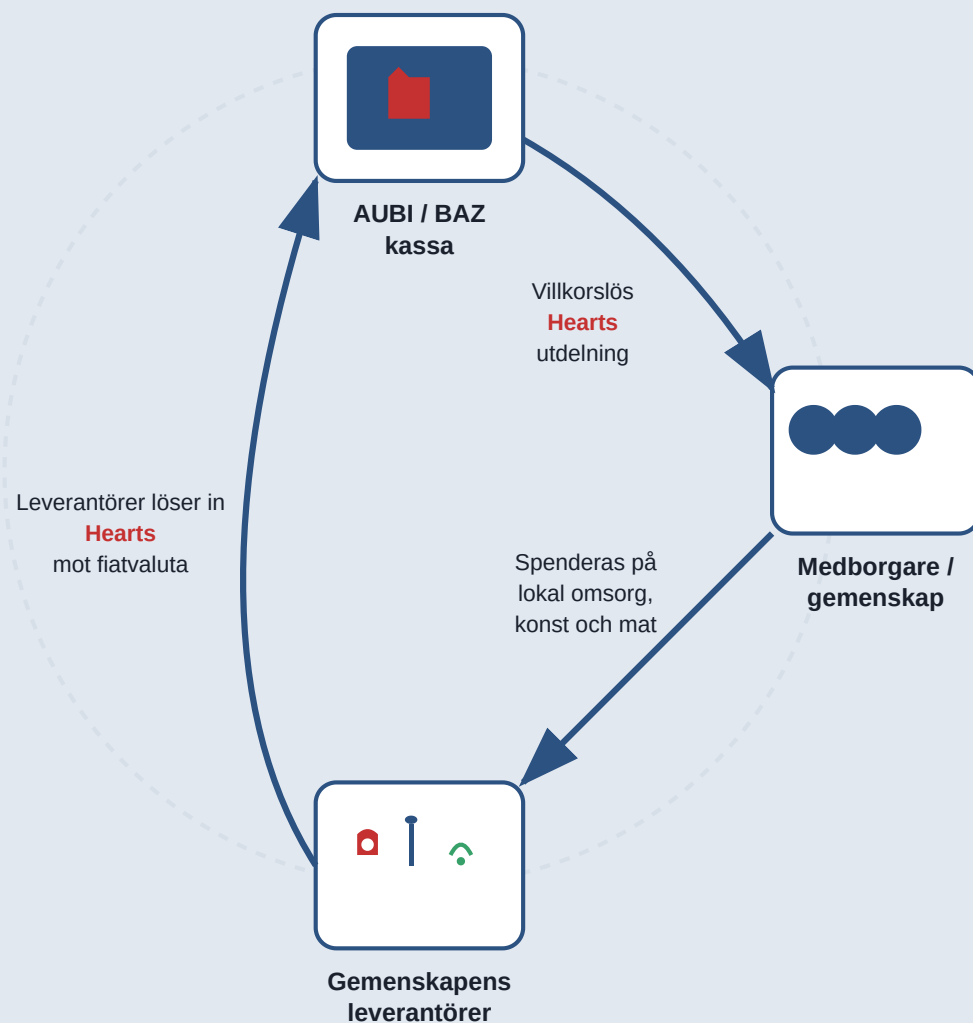 AUBI / BAZ
kassa
Villkorslös
Hearts
utdelning
Medborgare /
gemenskap
Spenderas på
lokal omsorg,
konst och mat
Leverantörer löser in
Hearts
mot fiatvaluta
Gemenskapens
leverantörer